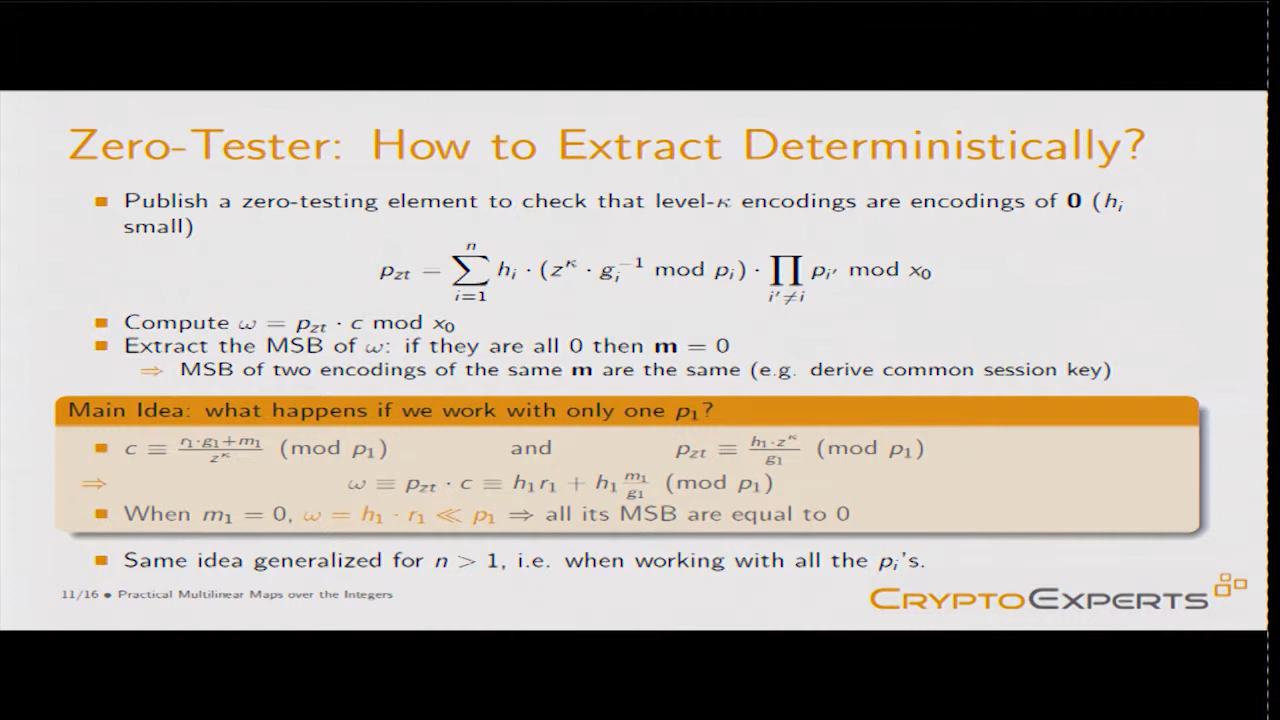 Zero-Tester: How to Extract Deterministically?
Publish a zero-testing element to check that level-κ encodings are encodings of 0 (h_i
small)
p_zt = ∑_{i=1}^{n} h_i · (z^κ · g_i^{-1} mod p_i) · ∏_{i'≠i} p_{i'} mod x_0
Compute ω = p_zt · c mod x_0
Extract the MSB of ω: if they are all 0 then m = 0
⇒ MSB of two encodings of the same m are the same (e.g. derive common session key)
Main Idea: what happens if we work with only one p_1?
c ≡ (r_1·g_1+m_1)/z^κ (mod p_1) and p_zt ≡ (h_1·z^κ)/g_1 (mod p_1)
⇒ ω ≡ p_zt · c ≡ h_1 r_1 + h_1 m_1/g_1 (mod p_1)
When m_1 = 0, ω = h_1 · r_1 ≪ p_1 ⇒ all its MSB are equal to 0
Same idea generalized for n > 1, i.e. when working with all the p_i's.
11/16 • Practical Multilinear Maps over the Integers
CRYPTOEXPERTS